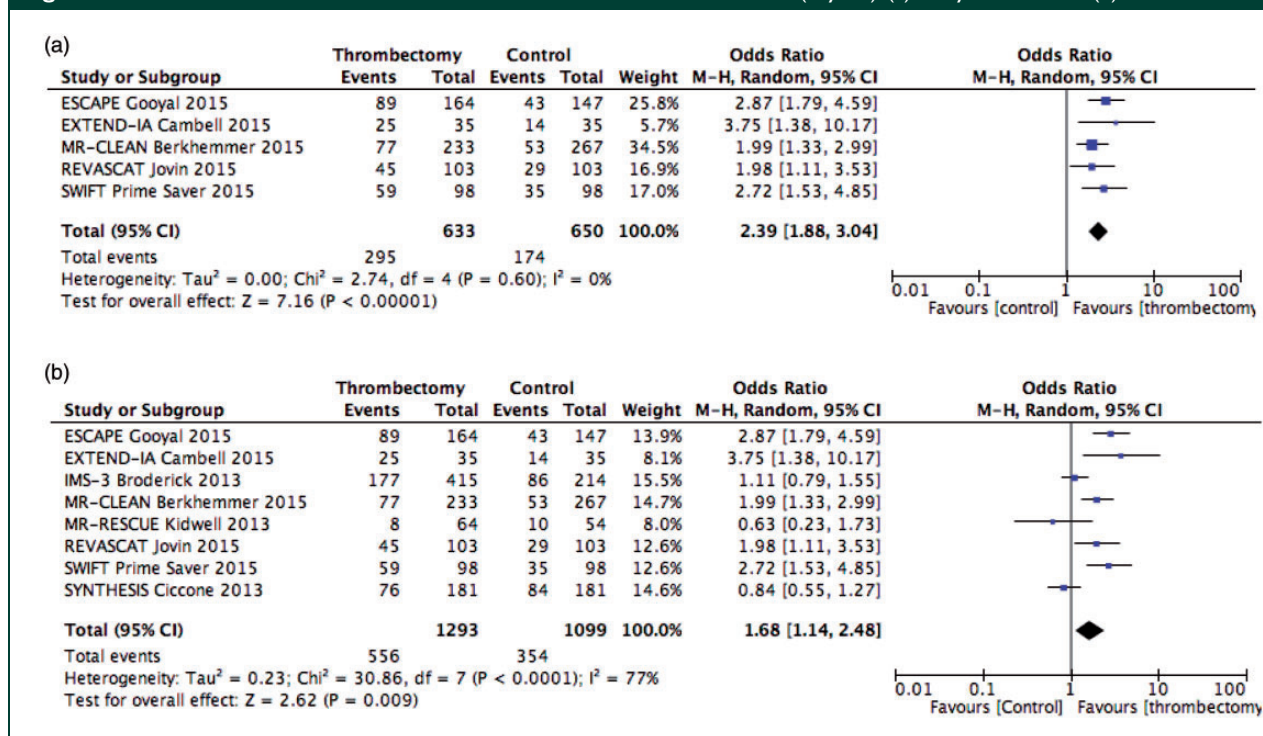 (a)
Thrombectomy Control Odds Ratio Odds Ratio
Study or Subgroup Events Total Events Total Weight M-H, Random, 95% CI M-H, Random, 95% CI
ESCAPE Gooyal 2015 89 164 43 147 25.8% 2.87 [1.79, 4.59]
EXTEND-IA Cambell 2015 25 35 14 35 5.7% 3.75 [1.38, 10.17]
MR-CLEAN Berkhemmer 2015 77 233 53 267 34.5% 1.99 [1.33, 2.99]
REVASCAT Jovin 2015 45 103 29 103 16.9% 1.98 [1.11, 3.53]
SWIFT Prime Saver 2015 59 98 35 98 17.0% 2.72 [1.53, 4.85]
Total (95% CI) 633 650 100.0% 2.39 [1.88, 3.04]
Total events 295 174
Heterogeneity: Tau² = 0.00; Chi² = 2.74, df = 4 (P = 0.60); I² = 0%
Test for overall effect: Z = 7.16 (P < 0.00001)
0.01 0.1 1 10 100
Favours [control] Favours [thrombectomy
(b)
Thrombectomy Control Odds Ratio Odds Ratio
Study or Subgroup Events Total Events Total Weight M-H, Random, 95% CI M-H, Random, 95% CI
ESCAPE Gooyal 2015 89 164 43 147 13.9% 2.87 [1.79, 4.59]
EXTEND-IA Cambell 2015 25 35 14 35 8.1% 3.75 [1.38, 10.17]
IMS-3 Broderick 2013 177 415 86 214 15.5% 1.11 [0.79, 1.55]
MR-CLEAN Berkhemmer 2015 77 233 53 267 14.7% 1.99 [1.33, 2.99]
MR-RESCUE Kidwell 2013 8 64 10 54 8.0% 0.63 [0.23, 1.73]
REVASCAT Jovin 2015 45 103 29 103 12.6% 1.98 [1.11, 3.53]
SWIFT Prime Saver 2015 59 98 35 98 12.6% 2.72 [1.53, 4.85]
SYNTHESIS Ciccone 2013 76 181 84 181 14.6% 0.84 [0.55, 1.27]
Total (95% CI) 1293 1099 100.0% 1.68 [1.14, 2.48]
Total events 556 354
Heterogeneity: Tau² = 0.23; Chi² = 30.86, df = 7 (P < 0.0001); I² = 77%
Test for overall effect: Z = 2.62 (P = 0.009)
0.01 0.1 1 10 100
Favours [Control] Favours [thrombectomy